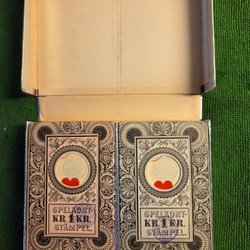 SPELKORT
KR. 1 KR.
STÄMPEL.
SPELKORT
KR. 1 KR.
STÄMPEL.